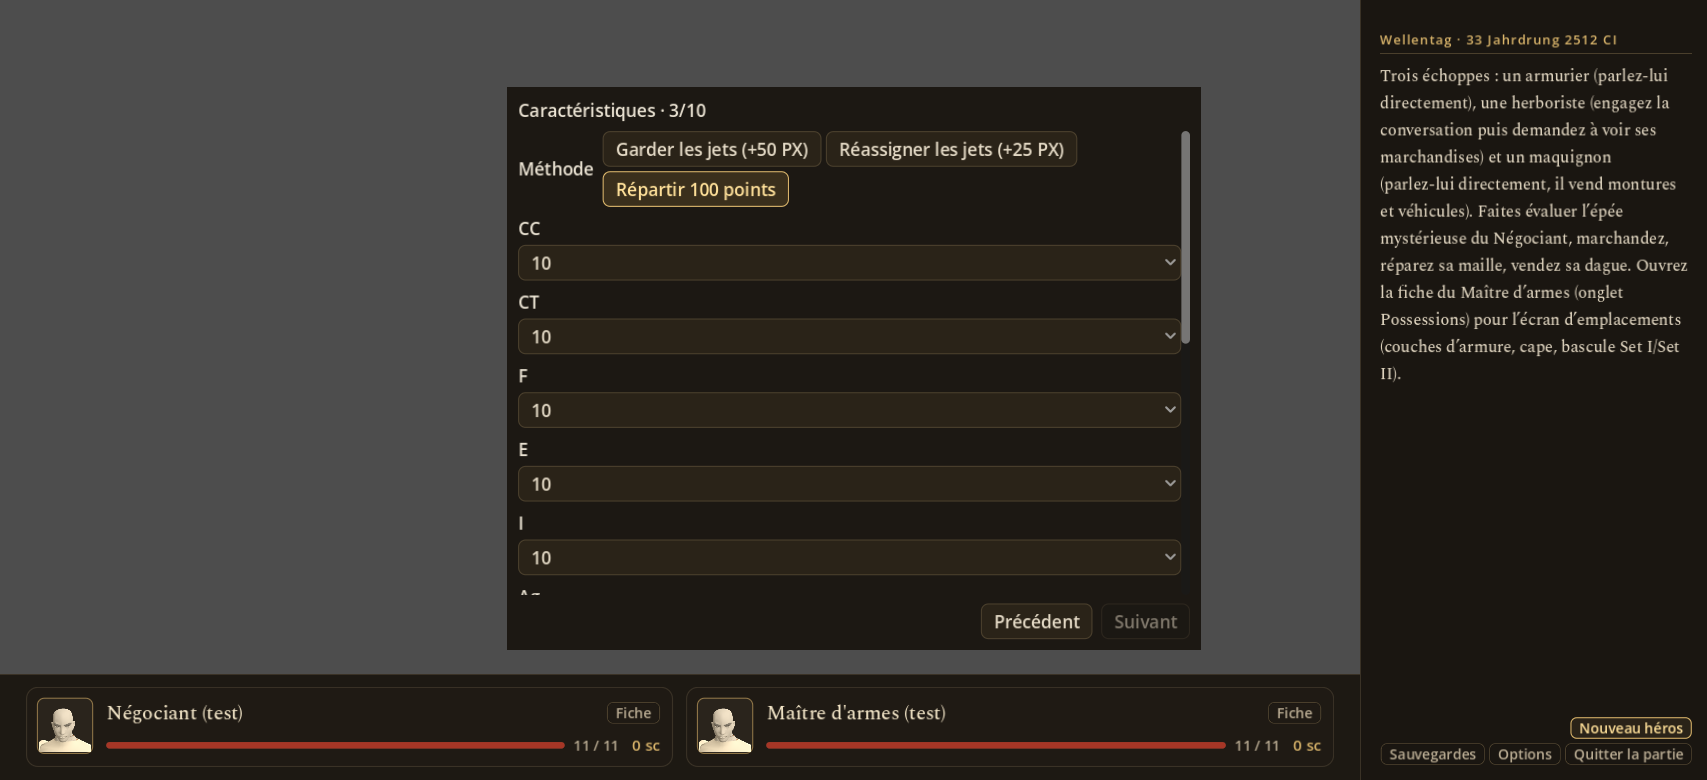 Caractéristiques · 3/10
Méthode
Garder les jets (+50 PX)
Réassigner les jets (+25 PX)
Répartir 100 points
CC
10
CT
10
F
10
E
10
I
10
Précédent
Suivant
Wellentag · 33 Jahrdrung 2512 CI
Trois échoppes : un armurier (parlez-lui
directement), une herboriste (engagez la
conversation puis demandez à voir ses
marchandises) et un maquignon
(parlez-lui directement, il vend montures
et véhicules). Faites évaluer l’épée
mystérieuse du Négociant, marchandez,
réparez sa maille, vendez sa dague. Ouvrez
la fiche du Maître d’armes (onglet
Possessions) pour l’écran d’emplacements
(couches d’armure, cape, bascule Set I/Set
II).
Négociant (test)
Fiche
11 / 11
0 sc
Maître d'armes (test)
Fiche
11 / 11
0 sc
Nouveau héros
Sauvegardes
Options
Quitter la partie